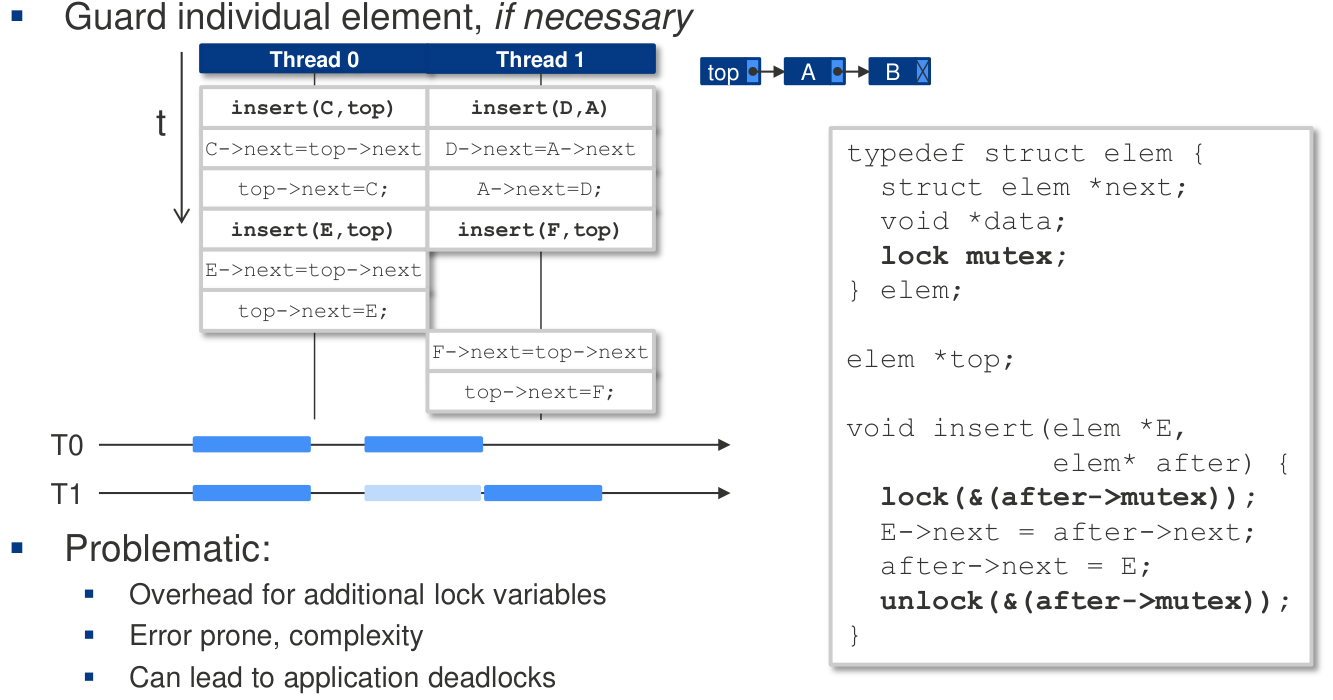 Guard individual element, if necessary
Thread 0 Thread 1
top A B
t
insert(C,top) insert(D,A)
C->next=top->next D->next=A->next
top->next=C; A->next=D;
insert(E,top) insert(F,top)
E->next=top->next
top->next=E;
F->next=top->next
top->next=F;
T0
T1
typedef struct elem {
struct elem *next;
void *data;
lock mutex;
} elem;
elem *top;
void insert(elem *E,
elem* after) {
lock(&(after->mutex));
E->next = after->next;
after->next = E;
unlock(&(after->mutex));
}
Problematic:
Overhead for additional lock variables
Error prone, complexity
Can lead to application deadlocks